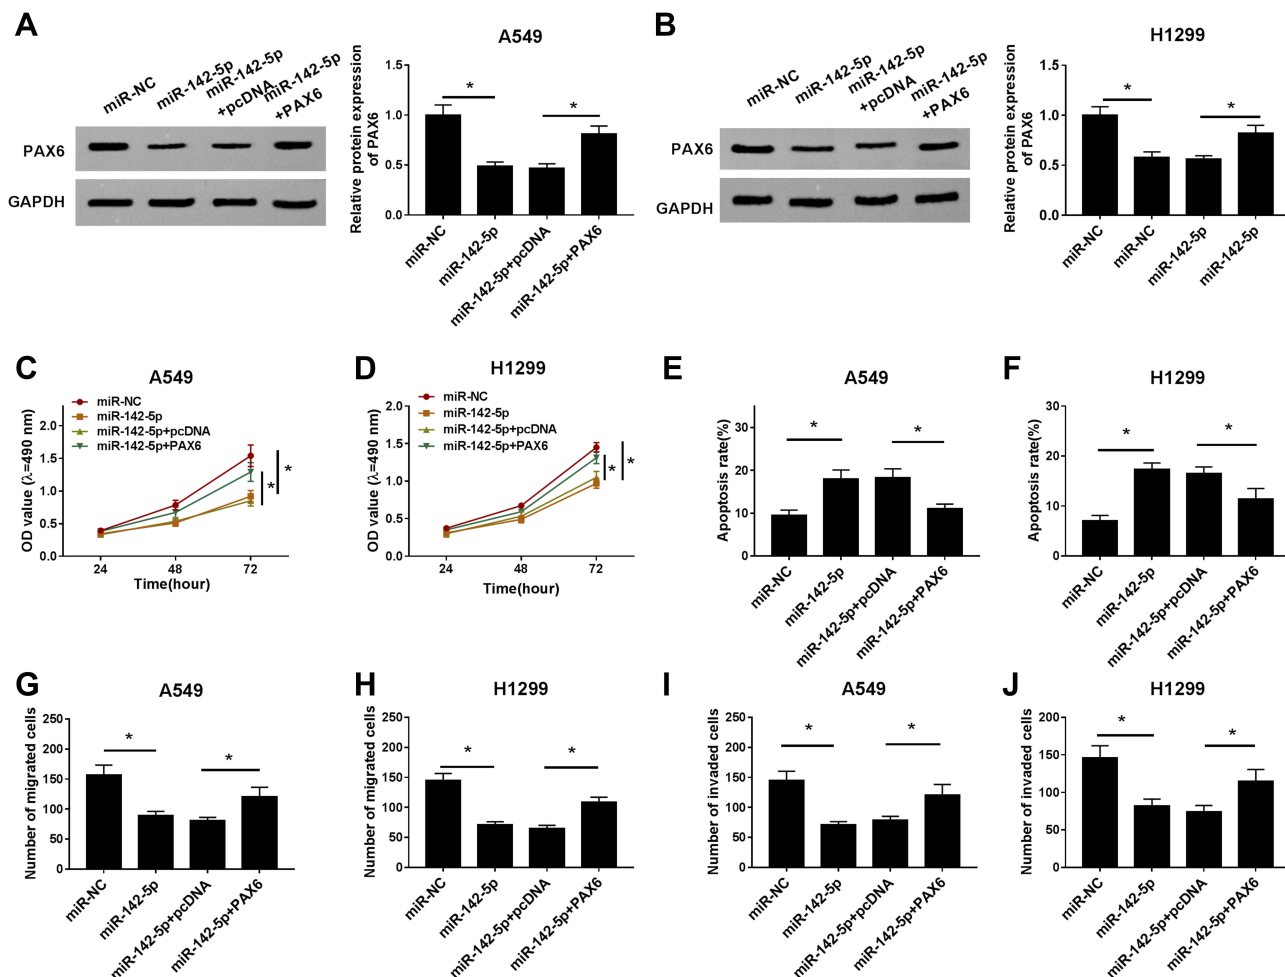 A
miR-NC
miR-142-5p
miR-142-5p
+pcDNA
miR-142-5p
+PAX6
PAX6
GAPDH
A549
Relative protein expression
of PAX6
1.5
1.0
0.5
0.0
*
*
miR-NC
miR-142-5p
miR-142-5p+pcDNA
miR-142-5p+PAX6
B
miR-NC
miR-142-5p
miR-142-5p
+pcDNA
miR-142-5p
+PAX6
PAX6
GAPDH
H1299
Relative protein expression
of PAX6
1.5
1.0
0.5
0.0
*
*
miR-NC
miR-NC
miR-142-5p
miR-142-5p
C
A549
miR-NC
miR-142-5p
miR-142-5p+pcDNA
miR-142-5p+PAX6
OD value (λ=490 nm)
2.0
1.5
1.0
0.5
0.0
*
*
24
48
72
Time(hour)
D
H1299
miR-NC
miR-142-5p
miR-142-5p+pcDNA
miR-142-5p+PAX6
OD value (λ=490 nm)
2.0
1.5
1.0
0.5
0.0
*
*
24
48
72
Time(hour)
E
A549
Apoptosis rate(%)
30
20
10
0
*
*
miR-NC
miR-142-5p
miR-142-5p+pcDNA
miR-142-5p+PAX6
F
H1299
Apoptosis rate(%)
30
20
10
0
*
*
miR-NC
miR-142-5p
miR-142-5p+pcDNA
miR-142-5p+PAX6
G
A549
Number of migrated cells
250
200
150
100
50
0
*
*
miR-NC
miR-142-5p
miR-142-5p+pcDNA
miR-142-5p+PAX6
H
H1299
Number of migrated cells
250
200
150
100
50
0
*
*
miR-NC
miR-142-5p
miR-142-5p+pcDNA
miR-142-5p+PAX6
I
A549
Number of invaded cells
250
200
150
100
50
0
*
*
miR-NC
miR-142-5p
miR-142-5p+pcDNA
miR-142-5p+PAX6
J
H1299
Number of invaded cells
200
150
100
50
0
*
*
miR-NC
miR-142-5p
miR-142-5p+pcDNA
miR-142-5p+PAX6